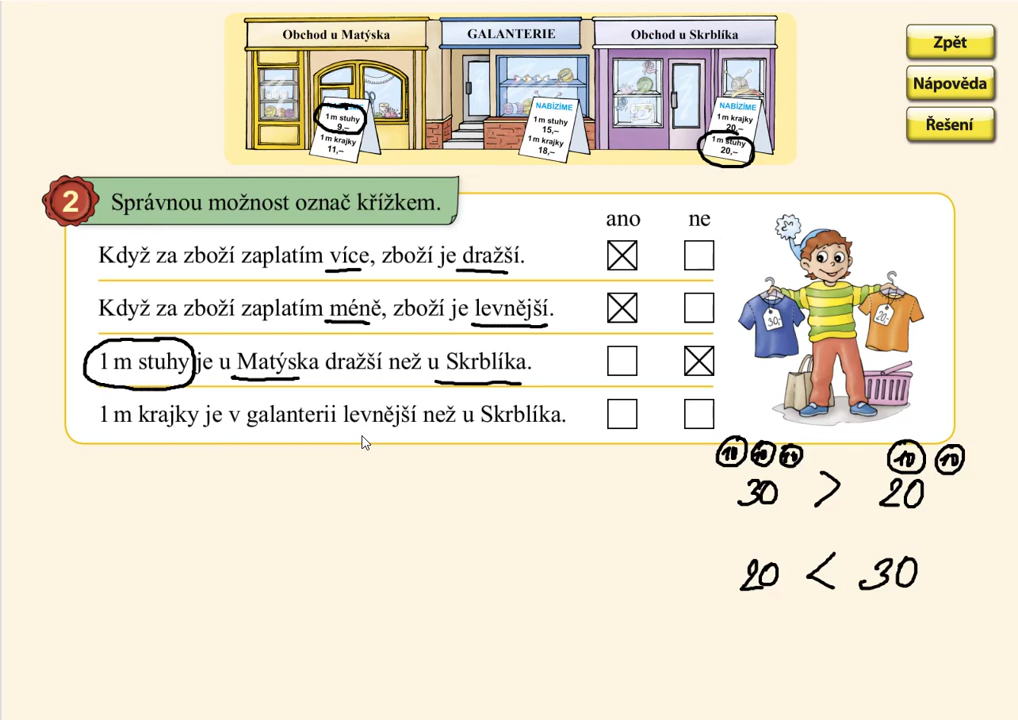 Obchod u Matýska
GALANTERIE
Obchod u Skrblíka
Zpět
Nápověda
Řešení
1 m stuhy
9,–
1 m krajky
11,–
NABÍZÍME
1 m stuhy
15,–
1 m krajky
18,–
NABÍZÍME
1 m krajky
20,–
1 m stuhy
20,–
2 Správnou možnost označ křížkem.
ano ne
Když za zboží zaplatím více, zboží je dražší.
Když za zboží zaplatím méně, zboží je levnější.
1 m stuhy je u Matýska dražší než u Skrblíka.
1 m krajky je v galanterii levnější než u Skrblíka.
30,-
20,-
10 10 10 10 10
30 > 20
20 < 30